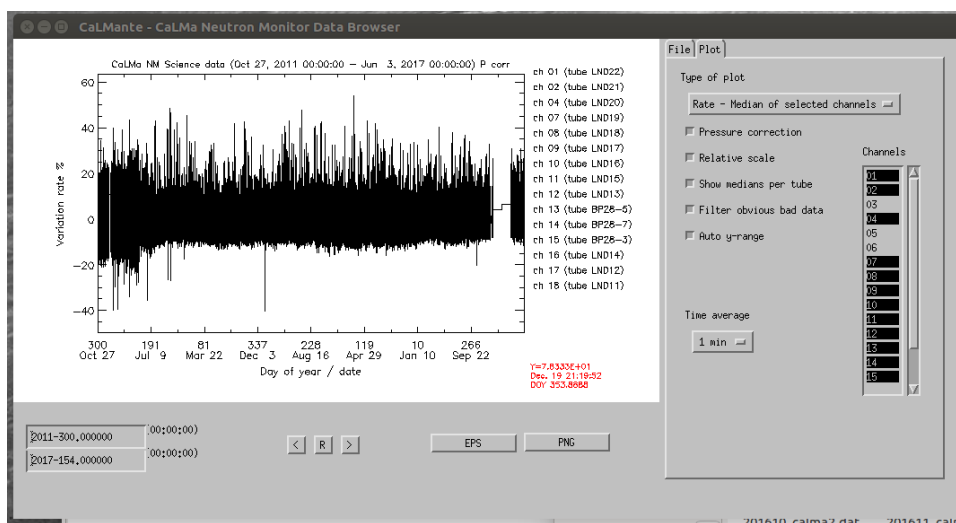 CaLMante - CaLMa Neutron Monitor Data Browser
CaLMa NM Science data (Oct 27, 2011 00:00:00 – Jun 3, 2017 00:00:00) P corr
60
40
20
0
−20
−40
Variation rate %
300 191 81 337 228 119 10 266
Oct 27 Jul 9 Mar 22 Dec 3 Aug 16 Apr 29 Jan 10 Sep 22
Day of year / date
ch 01 (tube LND22)
ch 02 (tube LND21)
ch 04 (tube LND20)
ch 07 (tube LND19)
ch 08 (tube LND18)
ch 09 (tube LND17)
ch 10 (tube LND16)
ch 11 (tube LND15)
ch 12 (tube LND13)
ch 13 (tube BP28−5)
ch 14 (tube BP28−7)
ch 15 (tube BP28−3)
ch 16 (tube LND14)
ch 17 (tube LND12)
ch 18 (tube LND11)
Y=7.8333E+01
Dec. 19 21:19:52
DOY 353.8888
2011-300.000000 (00:00:00)
2017-154.000000 (00:00:00)
< R >
EPS
PNG
File Plot
Type of plot
Rate - Median of selected channels
Pressure correction
Relative scale
Show medians per tube
Filter obvious bad data
Auto y-range
Time average
1 min
Channels
01
02
03
04
05
06
07
08
09
10
11
12
13
14
15
201610_calma2.dat 201611_cal